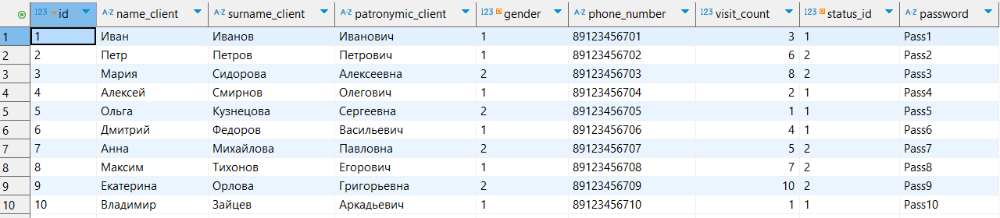 id A-Z name_client A-Z surname_client A-Z patronymic_client 123 gender A-Z phone_number 123 visit_count 123 status_id A-Z password
1 1 Иван Иванов Иванович 1 89123456701 3 1 Pass1
2 2 Петр Петров Петрович 1 89123456702 6 2 Pass2
3 3 Мария Сидорова Алексеевна 2 89123456703 8 2 Pass3
4 4 Алексей Смирнов Олегович 1 89123456704 2 1 Pass4
5 5 Ольга Кузнецова Сергеевна 2 89123456705 1 1 Pass5
6 6 Дмитрий Федоров Васильевич 1 89123456706 4 1 Pass6
7 7 Анна Михайлова Павловна 2 89123456707 5 2 Pass7
8 8 Максим Тихонов Егорович 1 89123456708 7 2 Pass8
9 9 Екатерина Орлова Григорьевна 2 89123456709 10 2 Pass9
10 10 Владимир Зайцев Аркадьевич 1 89123456710 1 1 Pass10